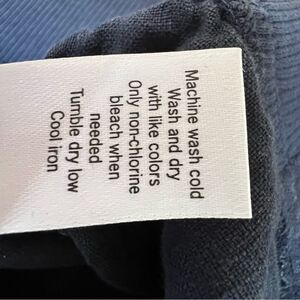 Machine wash cold
Wash and dry
with like colors
Only non-chlorine
bleach when
needed
Tumble dry low
Cool iron